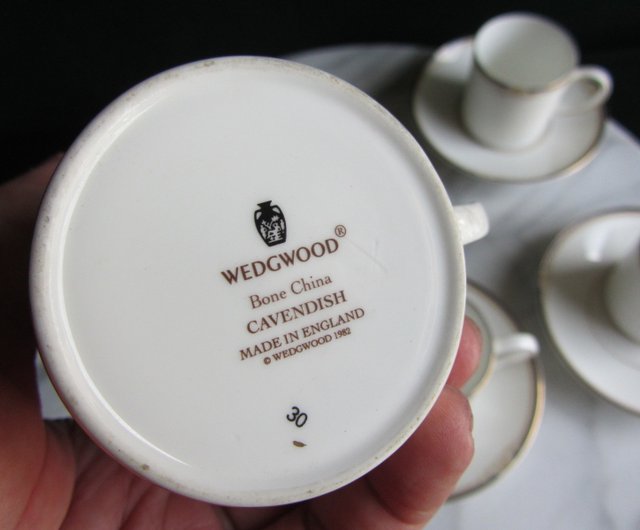 WEDGWOOD®
Bone China
CAVENDISH
MADE IN ENGLAND
© WEDGWOOD 1982
30